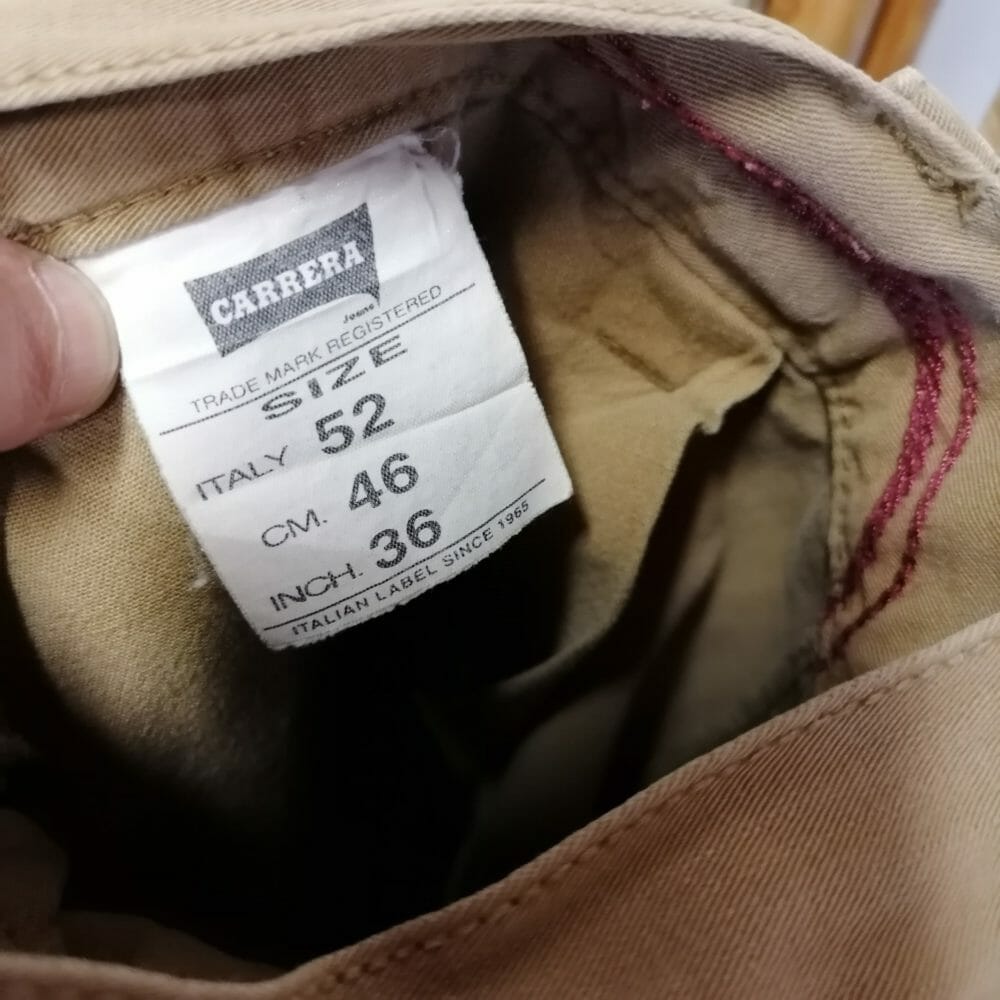 CARRERA
Jeans
TRADE MARK REGISTERED
SIZE
ITALY 52
CM. 46
INCH. 36
ITALIAN LABEL SINCE 1965